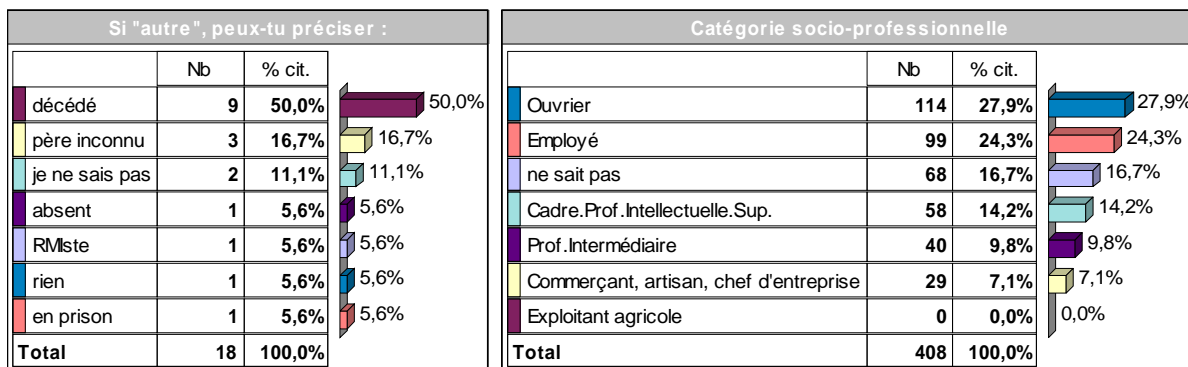 Si "autre", peux-tu préciser :
Nb % cit.
décédé 9 50,0% 50,0%
père inconnu 3 16,7% 16,7%
je ne sais pas 2 11,1% 11,1%
absent 1 5,6% 5,6%
RMIste 1 5,6% 5,6%
rien 1 5,6% 5,6%
en prison 1 5,6% 5,6%
Total 18 100,0%
Catégorie socio-professionnelle
Nb % cit.
Ouvrier 114 27,9% 27,9%
Employé 99 24,3% 24,3%
ne sait pas 68 16,7% 16,7%
Cadre.Prof.Intellectuelle.Sup. 58 14,2% 14,2%
Prof.Intermédiaire 40 9,8% 9,8%
Commerçant, artisan, chef d'entreprise 29 7,1% 7,1%
Exploitant agricole 0 0,0% 0,0%
Total 408 100,0%